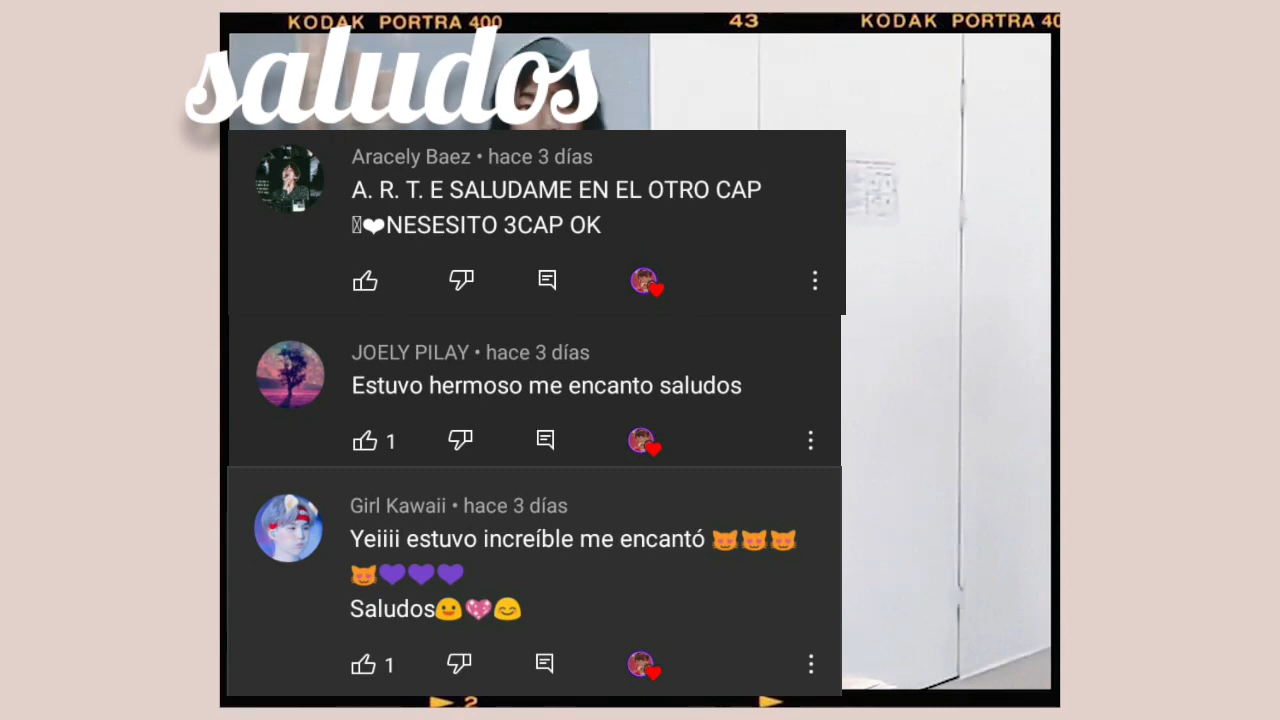 KODAK PORTRA 400 43 KODAK PORTRA 40
saludos
Aracely Baez • hace 3 días
A. R. T. E SALUDAME EN EL OTRO CAP
❤NESESITO 3CAP OK
JOELY PILAY • hace 3 días
Estuvo hermoso me encanto saludos
1
Girl Kawaii • hace 3 días
Yeiiii estuvo increíble me encantó 😻😻😻
😻💜💜💜
Saludos😃💖😊
1
2